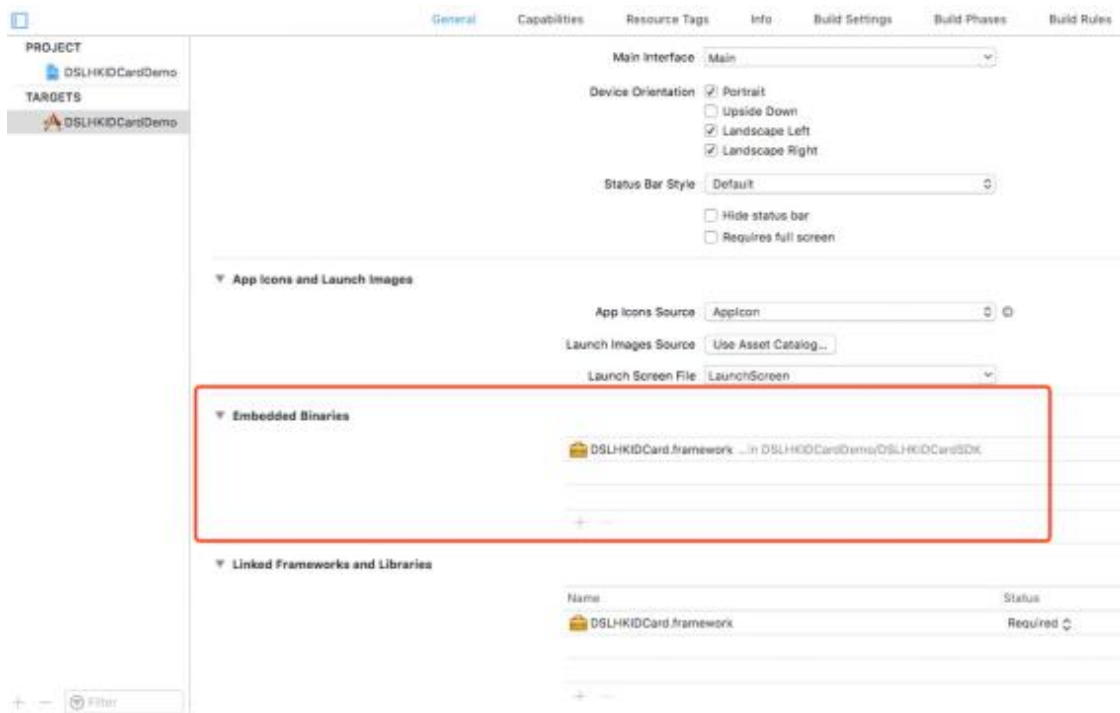 General Capabilities Resource Tags Info Build Settings Build Phases Build Rules
PROJECT
DSLHKIDCardDemo
TARGETS
DSLHKIDCardDemo
Main Interface Main
Device Orientation Portrait
Upside Down
Landscape Left
Landscape Right
Status Bar Style Default
Hide status bar
Requires full screen
App Icons and Launch Images
App Icons Source AppIcon
Launch Images Source Use Asset Catalog...
Launch Screen File LaunchScreen
Embedded Binaries
DSLHKIDCard.framework ...in DSLHKIDCardDemo/DSLHKIDCardSDK
Linked Frameworks and Libraries
Name Status
DSLHKIDCard.framework Required
Filter